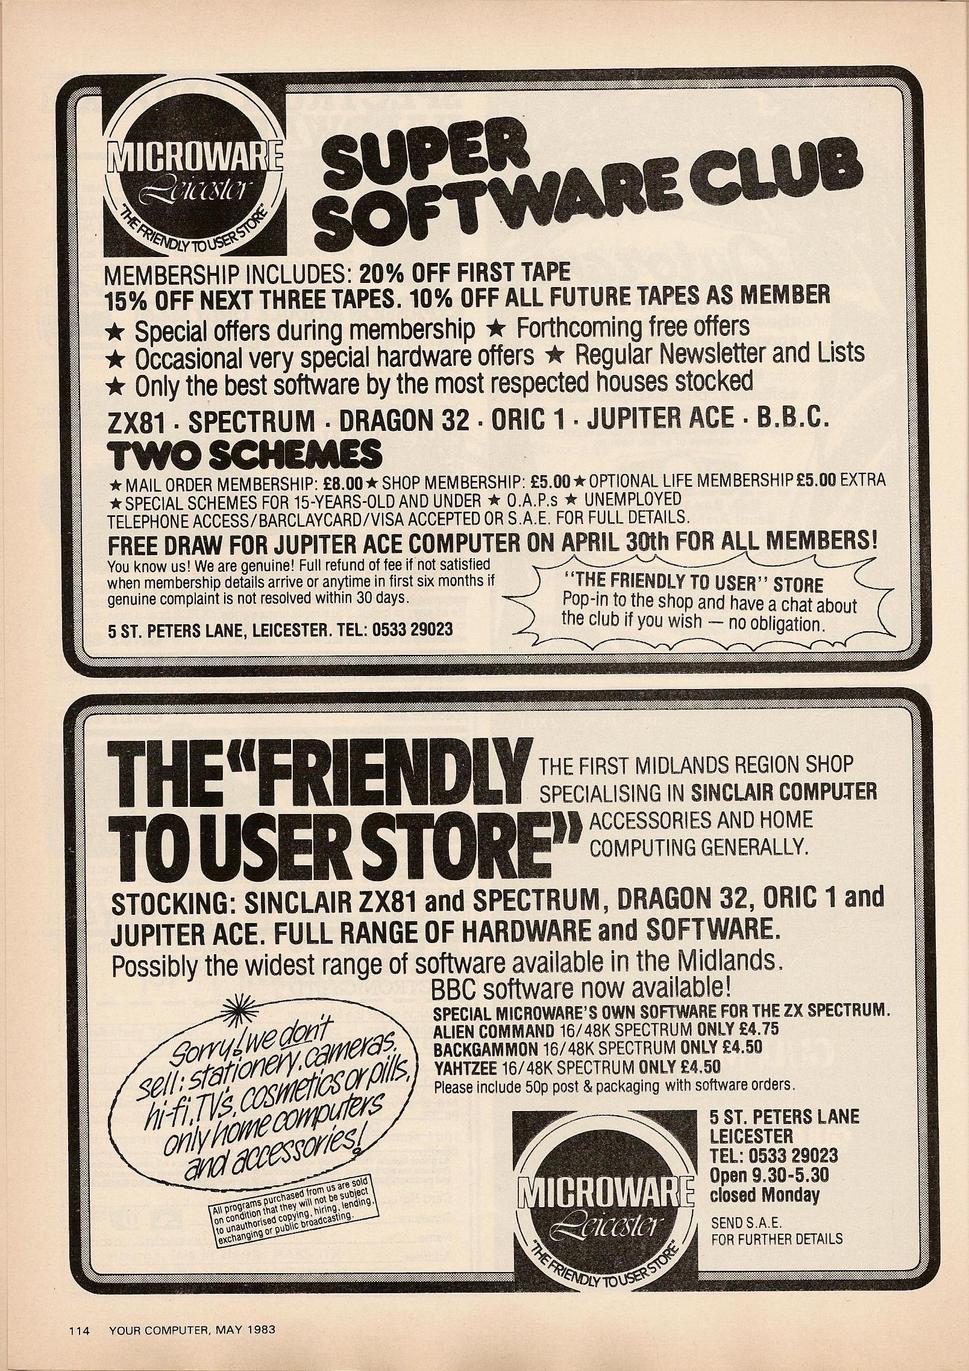 MICROWARE
Leicester
"THE FRIENDLY TO USER STORE"
SUPER
SOFTWARE CLUB
MEMBERSHIP INCLUDES: 20% OFF FIRST TAPE
15% OFF NEXT THREE TAPES. 10% OFF ALL FUTURE TAPES AS MEMBER
★ Special offers during membership ★ Forthcoming free offers
★ Occasional very special hardware offers ★ Regular Newsletter and Lists
★ Only the best software by the most respected houses stocked
ZX81 · SPECTRUM · DRAGON 32 · ORIC 1 · JUPITER ACE · B.B.C.
TWO SCHEMES
★ MAIL ORDER MEMBERSHIP: £8.00 ★ SHOP MEMBERSHIP: £5.00 ★ OPTIONAL LIFE MEMBERSHIP £5.00 EXTRA
★ SPECIAL SCHEMES FOR 15-YEARS-OLD AND UNDER ★ O.A.P.s ★ UNEMPLOYED
TELEPHONE ACCESS/BARCLAYCARD/VISA ACCEPTED OR S.A.E. FOR FULL DETAILS.
FREE DRAW FOR JUPITER ACE COMPUTER ON APRIL 30th FOR ALL MEMBERS!
You know us! We are genuine! Full refund of fee if not satisfied
when membership details arrive or anytime in first six months if
genuine complaint is not resolved within 30 days.
5 ST. PETERS LANE, LEICESTER. TEL: 0533 29023
"THE FRIENDLY TO USER" STORE
Pop-in to the shop and have a chat about
the club if you wish — no obligation.
THE "FRIENDLY
TO USER STORE"
THE FIRST MIDLANDS REGION SHOP
SPECIALISING IN SINCLAIR COMPUTER
ACCESSORIES AND HOME
COMPUTING GENERALLY.
STOCKING: SINCLAIR ZX81 and SPECTRUM, DRAGON 32, ORIC 1 and
JUPITER ACE. FULL RANGE OF HARDWARE and SOFTWARE.
Possibly the widest range of software available in the Midlands.
BBC software now available!
SPECIAL MICROWARE'S OWN SOFTWARE FOR THE ZX SPECTRUM.
ALIEN COMMAND 16/48K SPECTRUM ONLY £4.75
BACKGAMMON 16/48K SPECTRUM ONLY £4.50
YAHTZEE 16/48K SPECTRUM ONLY £4.50
Please include 50p post & packaging with software orders.
Sorry! we don't
sell: stationery, cameras,
hi-fi, TVs, cosmetics or pills,
only home computers
and accessories!
All programs purchased from us are sold
on condition that they will not be subject
to unauthorised copying, hiring, lending,
exchanging or public broadcasting.
MICROWARE
Leicester
"THE FRIENDLY TO USER STORE"
5 ST. PETERS LANE
LEICESTER
TEL: 0533 29023
Open 9.30-5.30
closed Monday
SEND S.A.E.
FOR FURTHER DETAILS
114 YOUR COMPUTER, MAY 1983